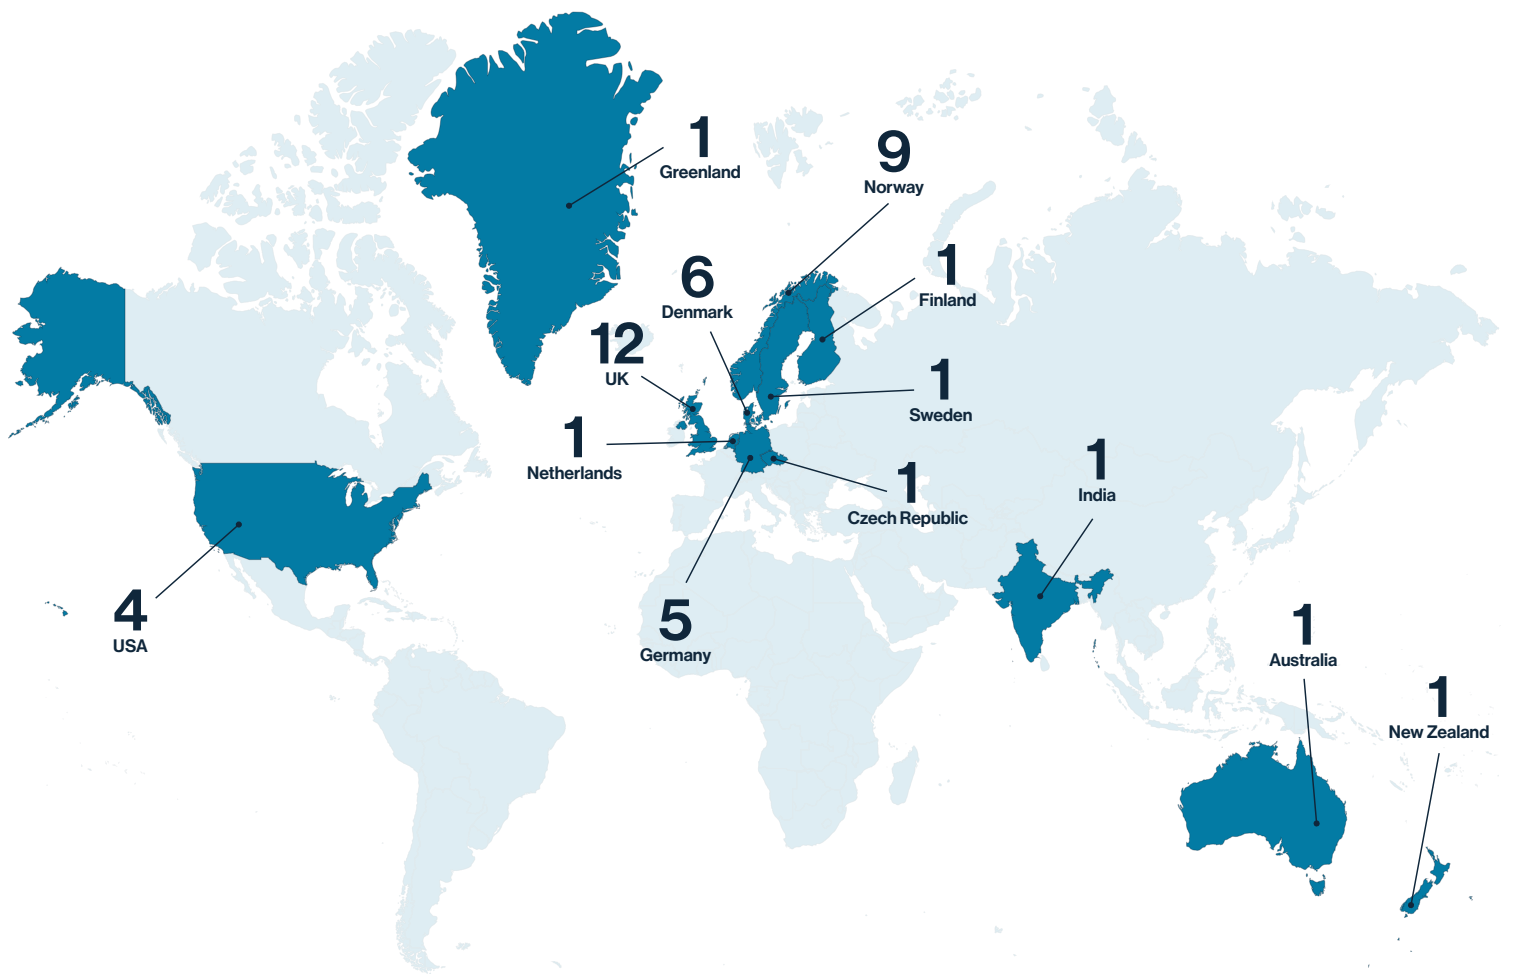 1
Greenland
9
Norway
6
Denmark
1
Finland
12
UK
1
Sweden
1
Netherlands
1
India
1
Czech Republic
4
USA
5
Germany
1
Australia
1
New Zealand